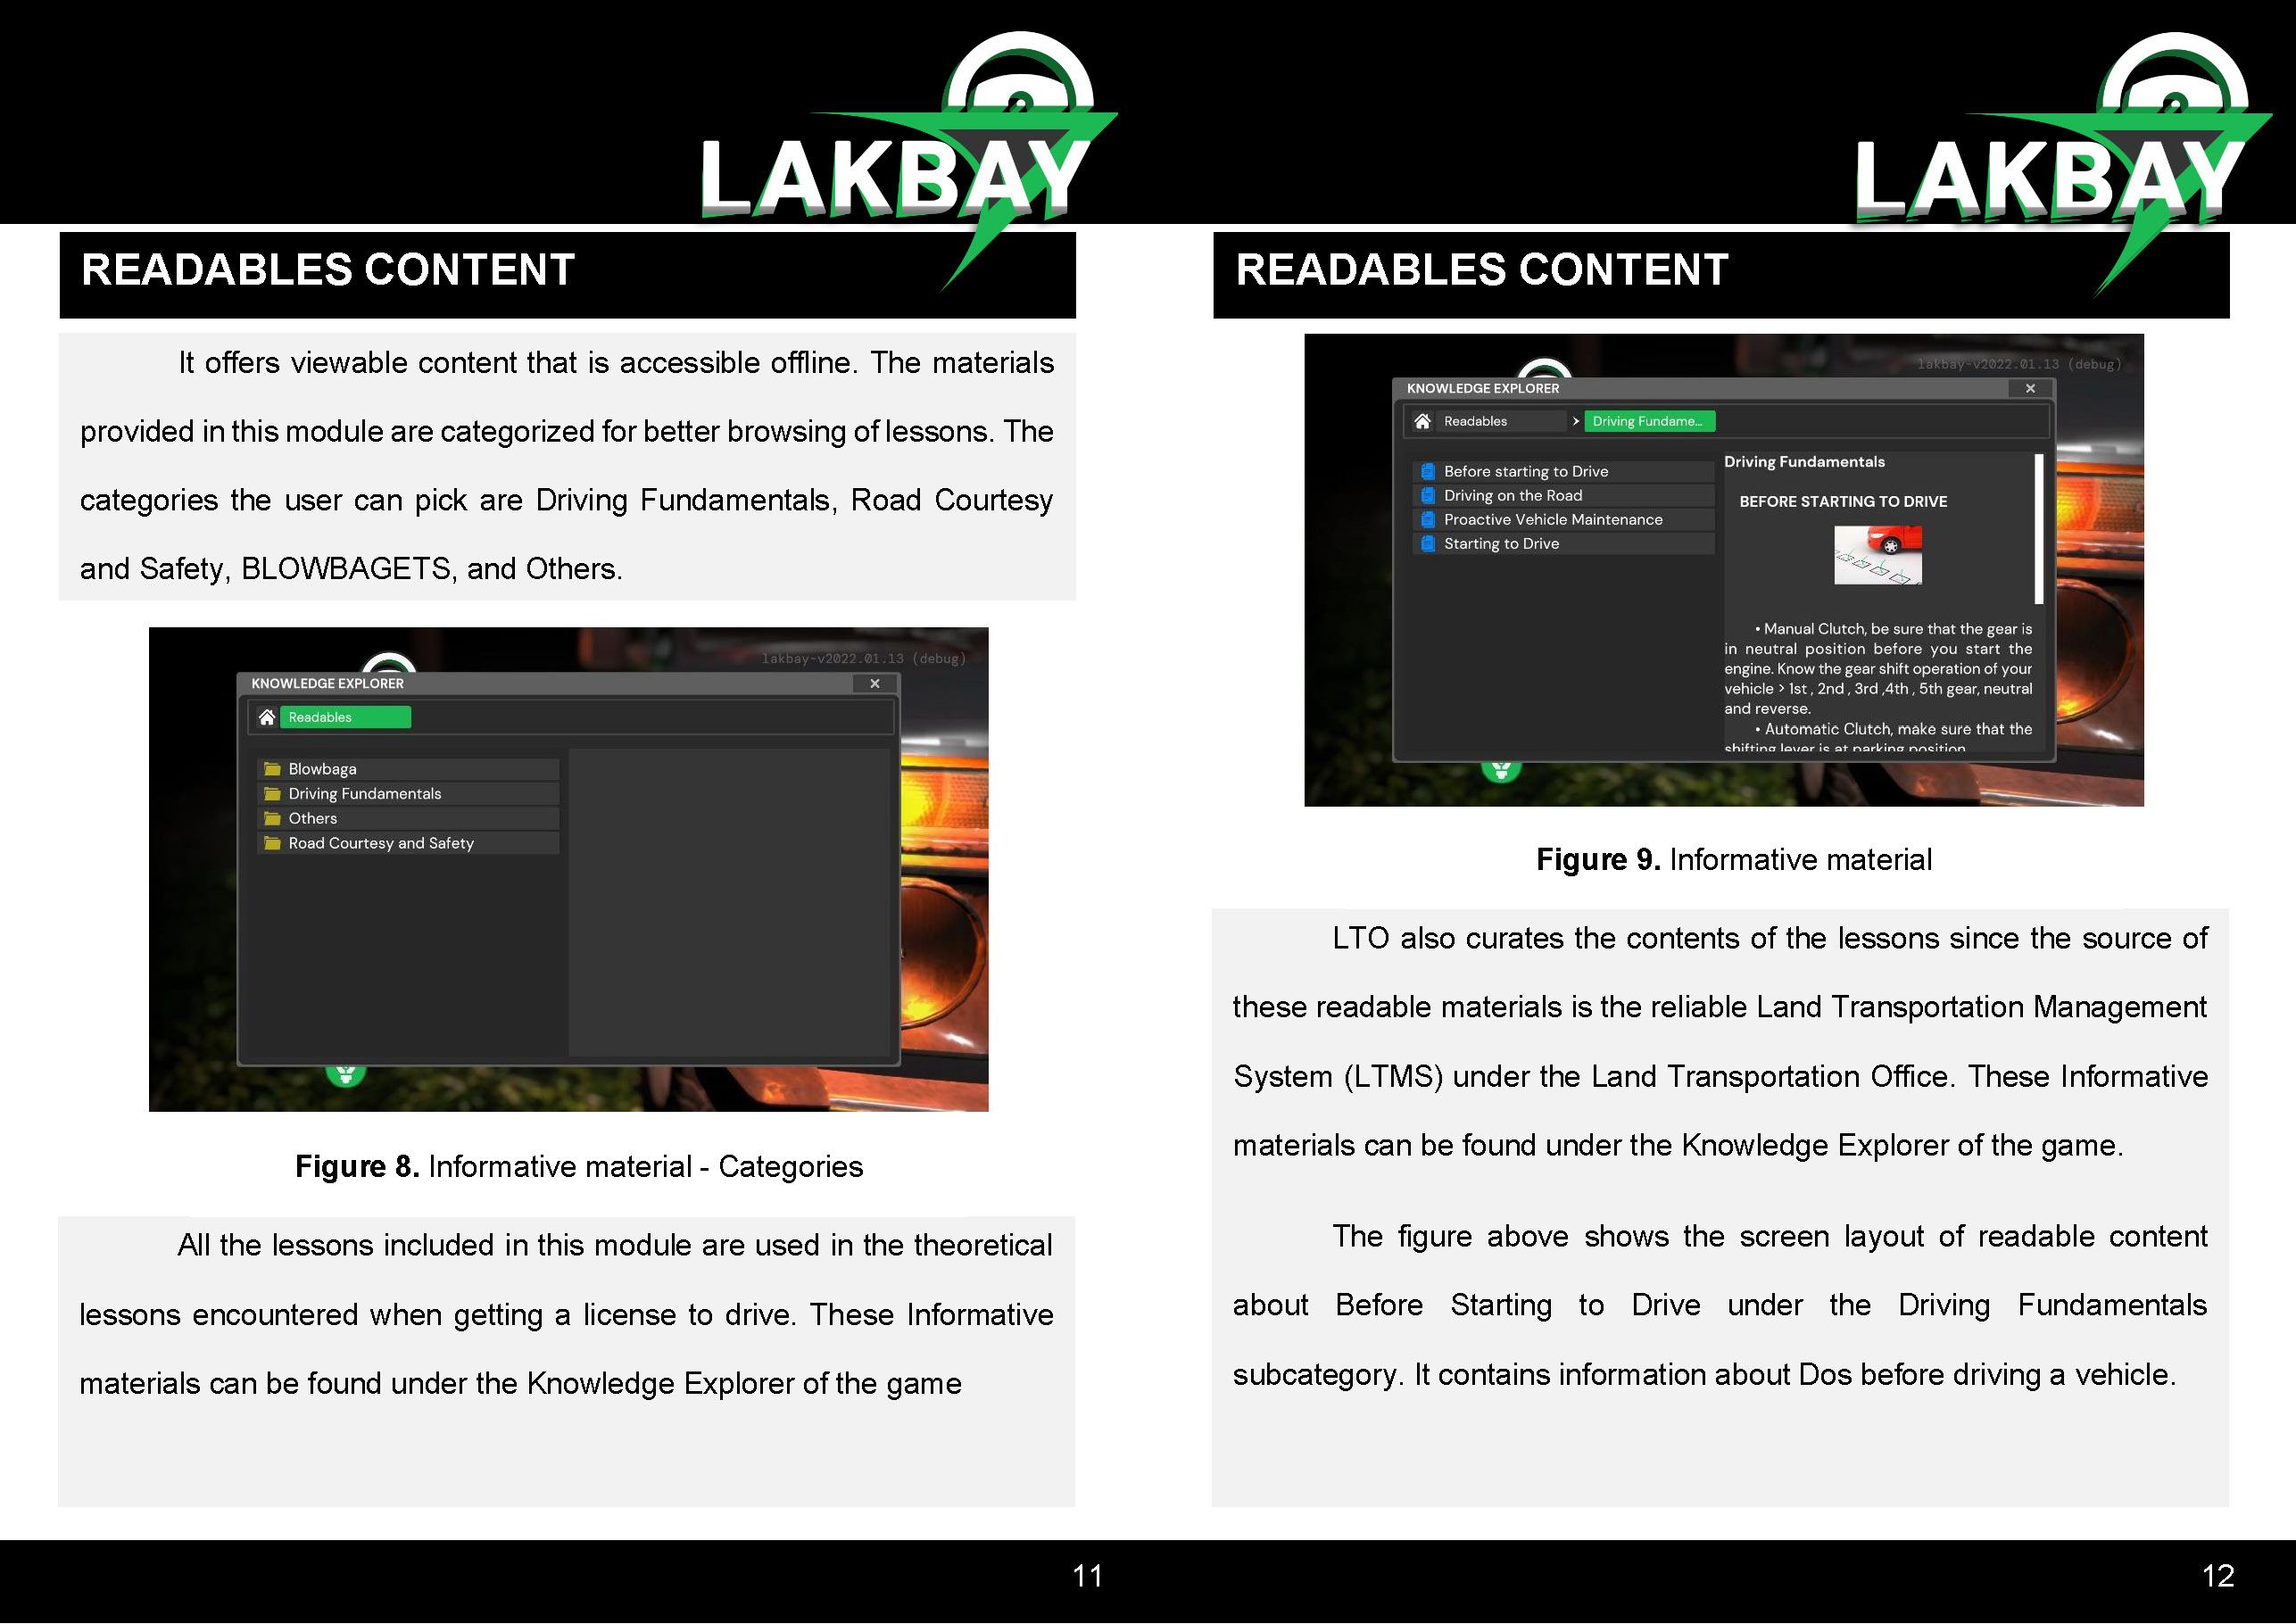 LAKBAY
READABLES CONTENT
It offers viewable content that is accessible offline. The materials
provided in this module are categorized for better browsing of lessons. The
categories the user can pick are Driving Fundamentals, Road Courtesy
and Safety, BLOWBAGETS, and Others.
lakbay-v2022.01.13 (debug)
KNOWLEDGE EXPLORER
Readables
Blowbaga
Driving Fundamentals
Others
Road Courtesy and Safety
Figure 8. Informative material - Categories
All the lessons included in this module are used in the theoretical
lessons encountered when getting a license to drive. These Informative
materials can be found under the Knowledge Explorer of the game
11
LAKBAY
READABLES CONTENT
lakbay-v2022.01.13 (debug)
KNOWLEDGE EXPLORER
Readables > Driving Fundame...
Before starting to Drive
Driving on the Road
Proactive Vehicle Maintenance
Starting to Drive
Driving Fundamentals
BEFORE STARTING TO DRIVE
• Manual Clutch, be sure that the gear is
in neutral position before you start the
engine. Know the gear shift operation of your
vehicle > 1st , 2nd , 3rd ,4th , 5th gear, neutral
and reverse.
• Automatic Clutch, make sure that the
shifting lever is at parking position
Figure 9. Informative material
LTO also curates the contents of the lessons since the source of
these readable materials is the reliable Land Transportation Management
System (LTMS) under the Land Transportation Office. These Informative
materials can be found under the Knowledge Explorer of the game.
The figure above shows the screen layout of readable content
about Before Starting to Drive under the Driving Fundamentals
subcategory. It contains information about Dos before driving a vehicle.
12